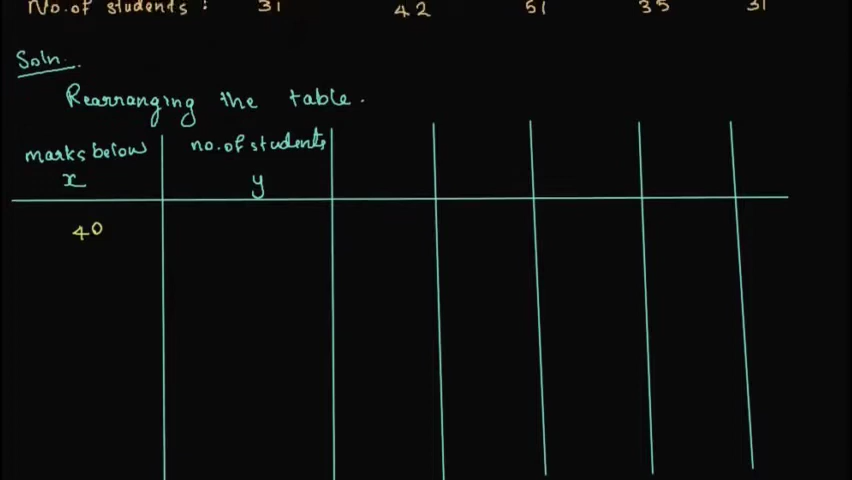 No. of students : 31 42 51 35 31
Soln.
Rearranging the table.
marks below no. of students
x y
40